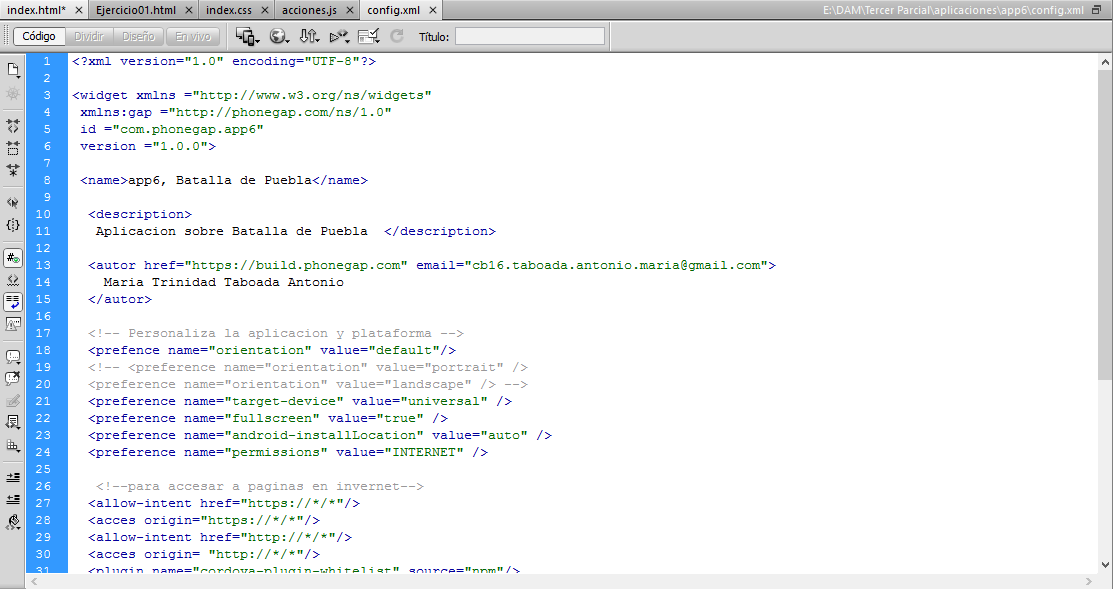 index.html* × Ejercicio01.html × index.css × acciones.js × config.xml × E:\DAM\Tercer Parcial\aplicaciones\app6\config.xml
Código Dividir Diseño En vivo Título:
1 <?xml version="1.0" encoding="UTF-8"?>
2
3 <widget xmlns ="http://www.w3.org/ns/widgets"
4 xmlns:gap ="http://phonegap.com/ns/1.0"
5 id ="com.phonegap.app6"
6 version ="1.0.0">
7
8 <name>app6, Batalla de Puebla</name>
9
10 <description>
11 Aplicacion sobre Batalla de Puebla </description>
12
13 <autor href="https://build.phonegap.com" email="cb16.taboada.antonio.maria@gmail.com">
14 Maria Trinidad Taboada Antonio
15 </autor>
16
17 <!-- Personaliza la aplicacion y plataforma -->
18 <prefence name="orientation" value="default"/>
19 <!-- <preference name="orientation" value="portrait" />
20 <preference name="orientation" value="landscape" /> -->
21 <preference name="target-device" value="universal" />
22 <preference name="fullscreen" value="true" />
23 <preference name="android-installLocation" value="auto" />
24 <preference name="permissions" value="INTERNET" />
25
26 <!--para accesar a paginas en invernet-->
27 <allow-intent href="https://*/*"/>
28 <acces origin="https://*/*"/>
29 <allow-intent href="http://*/*"/>
30 <acces origin= "http://*/*"/>
31 <plugin name="cordova-plugin-whitelist" source="npm"/>